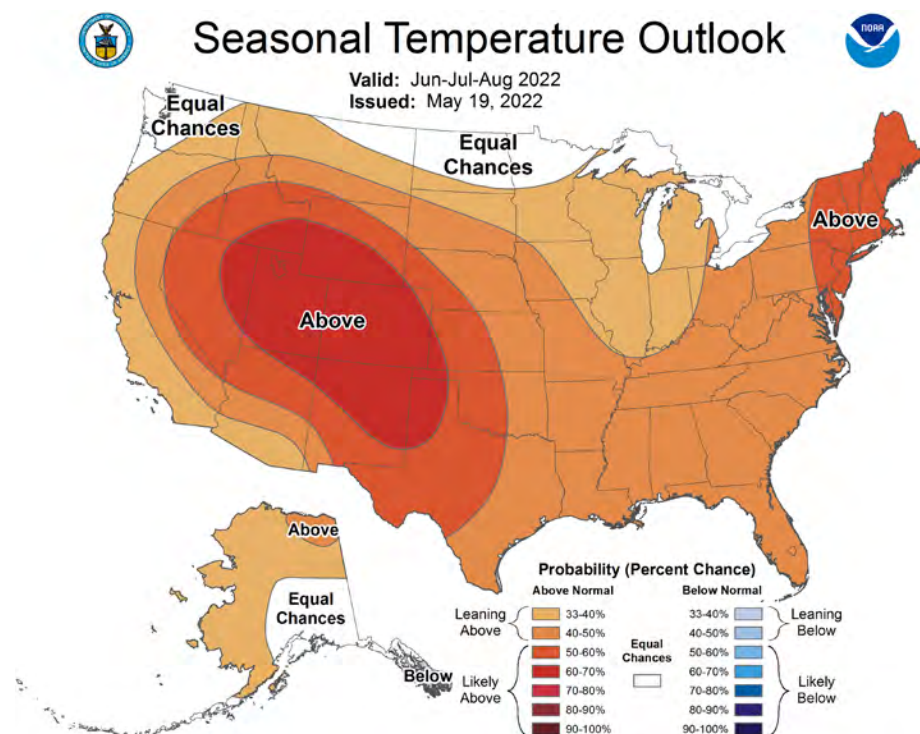 Seasonal Temperature Outlook
NOAA
Valid: Jun-Jul-Aug 2022
Issued: May 19, 2022
Equal
Chances
Equal
Chances
Above
Above
Above
Equal
Chances
Below
Probability (Percent Chance)
Above Normal
Below Normal
Leaning
Above
33-40%
40-50%
Likely
Above
50-60%
60-70%
70-80%
80-90%
90-100%
Equal
Chances
33-40%
40-50%
Leaning
Below
50-60%
60-70%
70-80%
80-90%
90-100%
Likely
Below